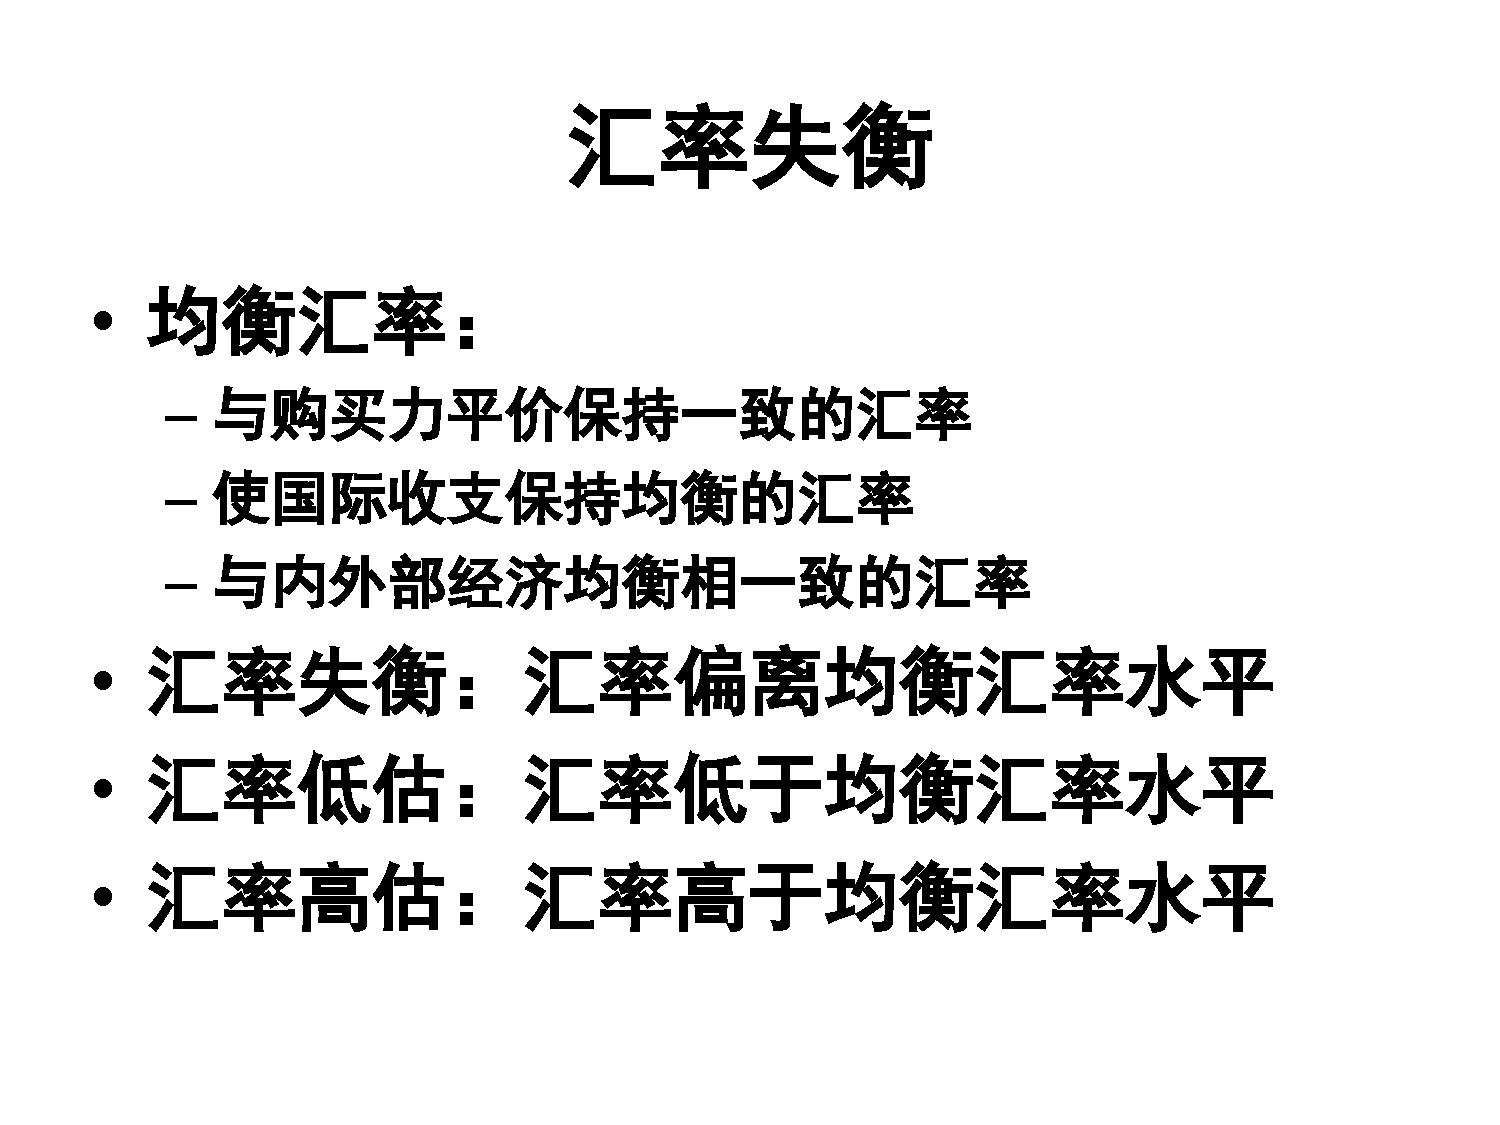 汇率失衡
• 均衡汇率：
– 与购买力平价保持一致的汇率
– 使国际收支保持均衡的汇率
– 与内外部经济均衡相一致的汇率
• 汇率失衡：汇率偏离均衡汇率水平
• 汇率低估：汇率低于均衡汇率水平
• 汇率高估：汇率高于均衡汇率水平